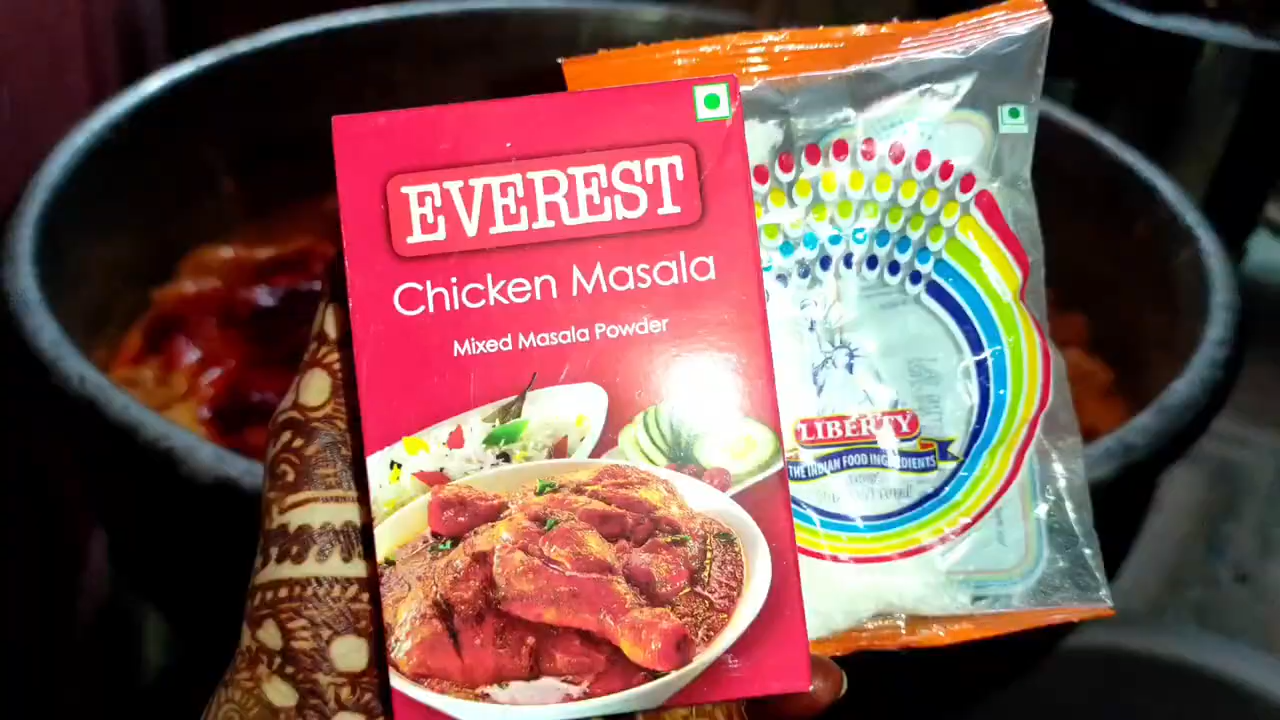 EVEREST
Chicken Masala
Mixed Masala Powder
LIBERTY
THE INDIAN FOOD INGREDIENTS